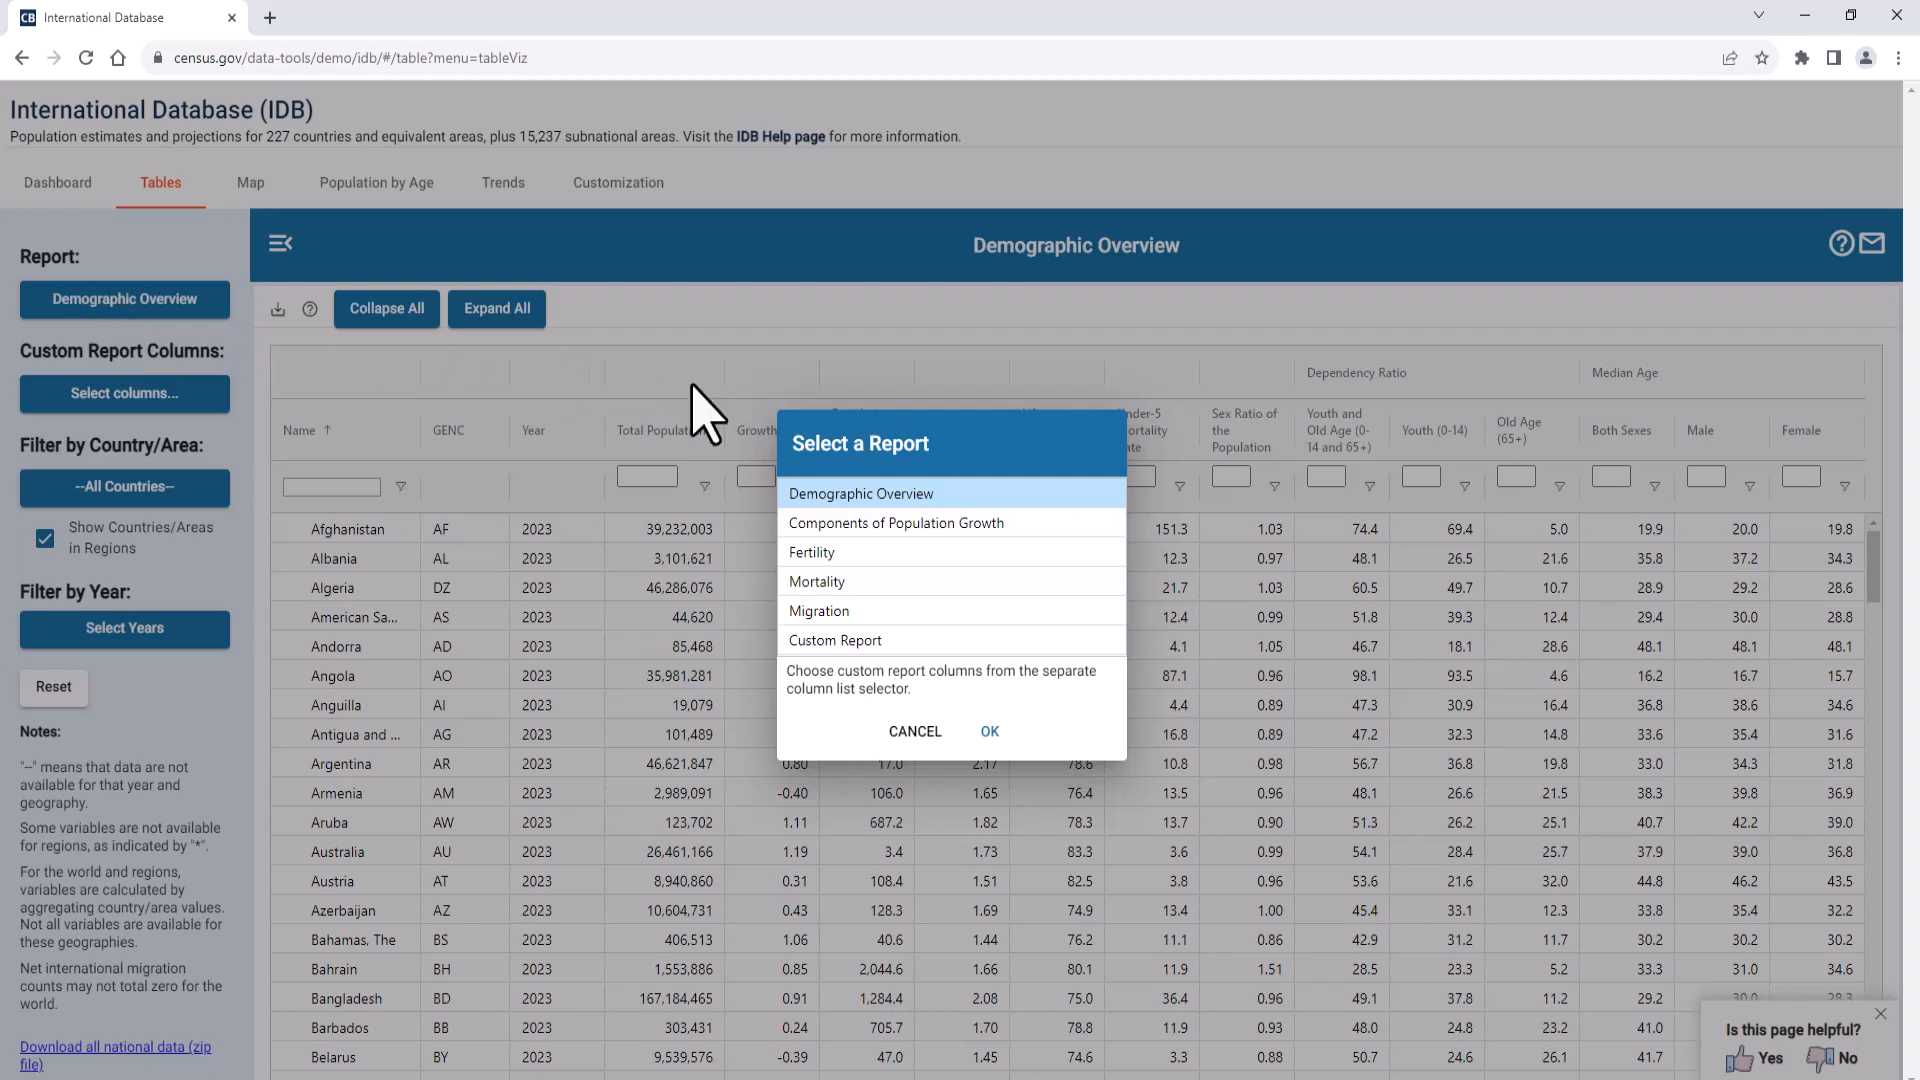 International Database
census.gov/data-tools/demo/idb/#/table?menu=tableViz
International Database (IDB)
Population estimates and projections for 227 countries and equivalent areas, plus 15,237 subnational areas. Visit the IDB Help page for more information.
Dashboard Tables Map Population by Age Trends Customization
Report:
Demographic Overview
Custom Report Columns:
Select columns...
Filter by Country/Area:
--All Countries--
Show Countries/Areas
in Regions
Filter by Year:
Select Years
Reset
Notes:
"--" means that data are not
available for that year and
geography.
Some variables are not available
for regions, as indicated by "*".
For the world and regions,
variables are calculated by
aggregating country/area values.
Not all variables are available for
these geographies.
Net international migration
counts may not total zero for the
world.
Download all national data (zip
file)
Demographic Overview
Collapse All Expand All
Dependency Ratio Median Age
Name ↑ GENC Year Total Growth
Sex Ratio of
the
Population
Youth and
Old Age (0-
14 and 65+)
Youth (0-14)
Old Age
(65+)
Both Sexes Male Female
Select a Report
Demographic Overview
Components of Population Growth
Fertility
Mortality
Migration
Custom Report
Choose custom report columns from the separate
column list selector.
CANCEL OK
Afghanistan AF 2023 39,232,003 151.3 1.03 74.4 69.4 5.0 19.9 20.0 19.8
Albania AL 2023 3,101,621 12.3 0.97 48.1 26.5 21.6 35.8 37.2 34.3
Algeria DZ 2023 46,286,076 21.7 1.03 60.5 49.7 10.7 28.9 29.2 28.6
American Sa... AS 2023 44,620 12.4 0.99 51.8 39.3 12.4 29.4 30.0 28.8
Andorra AD 2023 85,468 4.1 1.05 46.7 18.1 28.6 48.1 48.1 48.1
Angola AO 2023 35,981,281 87.1 0.96 98.1 93.5 4.6 16.2 16.7 15.7
Anguilla AI 2023 19,079 4.4 0.89 47.3 30.9 16.4 36.8 38.6 34.6
Antigua and ... AG 2023 101,489 16.8 0.89 47.2 32.3 14.8 33.6 35.4 31.6
Argentina AR 2023 46,621,847 0.80 17.0 2.17 78.6 10.8 0.98 56.7 36.8 19.8 33.0 34.3 31.8
Armenia AM 2023 2,989,091 -0.40 106.0 1.65 76.4 13.5 0.96 48.1 26.6 21.5 38.3 39.8 36.9
Aruba AW 2023 123,702 1.11 687.2 1.82 78.3 13.7 0.90 51.3 26.2 25.1 40.7 42.2 39.0
Australia AU 2023 26,461,166 1.19 3.4 1.73 83.3 3.6 0.99 54.1 28.4 25.7 37.9 39.0 36.8
Austria AT 2023 8,940,860 0.31 108.4 1.51 82.5 3.8 0.96 53.6 21.6 32.0 44.8 46.2 43.5
Azerbaijan AZ 2023 10,604,731 0.43 128.3 1.69 74.9 13.4 1.00 45.4 33.1 12.3 33.8 35.4 32.2
Bahamas, The BS 2023 406,513 1.06 40.6 1.44 76.2 11.1 0.86 42.9 31.2 11.7 30.2 30.2 30.2
Bahrain BH 2023 1,553,886 0.85 2,044.6 1.66 80.1 11.9 1.51 28.5 23.3 5.2 33.3 31.0 34.6
Bangladesh BD 2023 167,184,465 0.91 1,284.4 2.08 75.0 36.4 0.96 49.1 37.8 11.2 29.2 30.0 28.3
Barbados BB 2023 303,431 0.24 705.7 1.70 78.8 11.9 0.93 48.0 24.8 23.2 41.0
Belarus BY 2023 9,539,576 -0.39 47.0 1.45 74.6 3.3 0.88 50.7 24.6 26.1 41.7
Is this page helpful?
Yes No